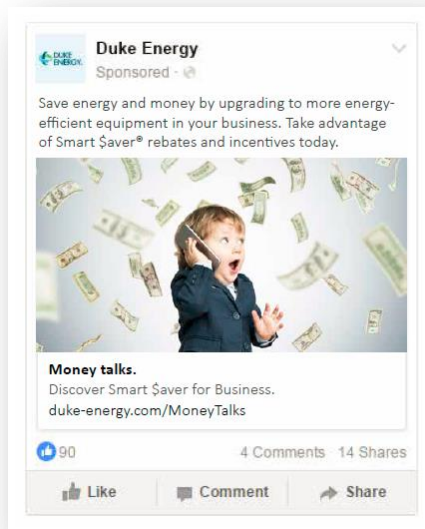 DUKE
ENERGY.
Duke Energy
Sponsored ·
Save energy and money by upgrading to more energy-
efficient equipment in your business. Take advantage
of Smart $aver® rebates and incentives today.
Money talks.
Discover Smart $aver for Business.
duke-energy.com/MoneyTalks
90
4 Comments 14 Shares
Like
Comment
Share